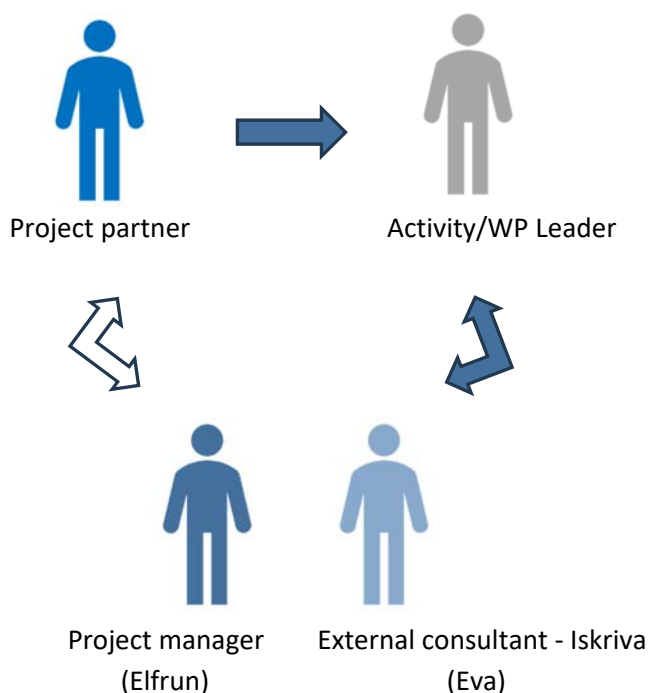 Project partner
Activity/WP Leader
Project manager
(Elfrun)
External consultant - Iskriva
(Eva)